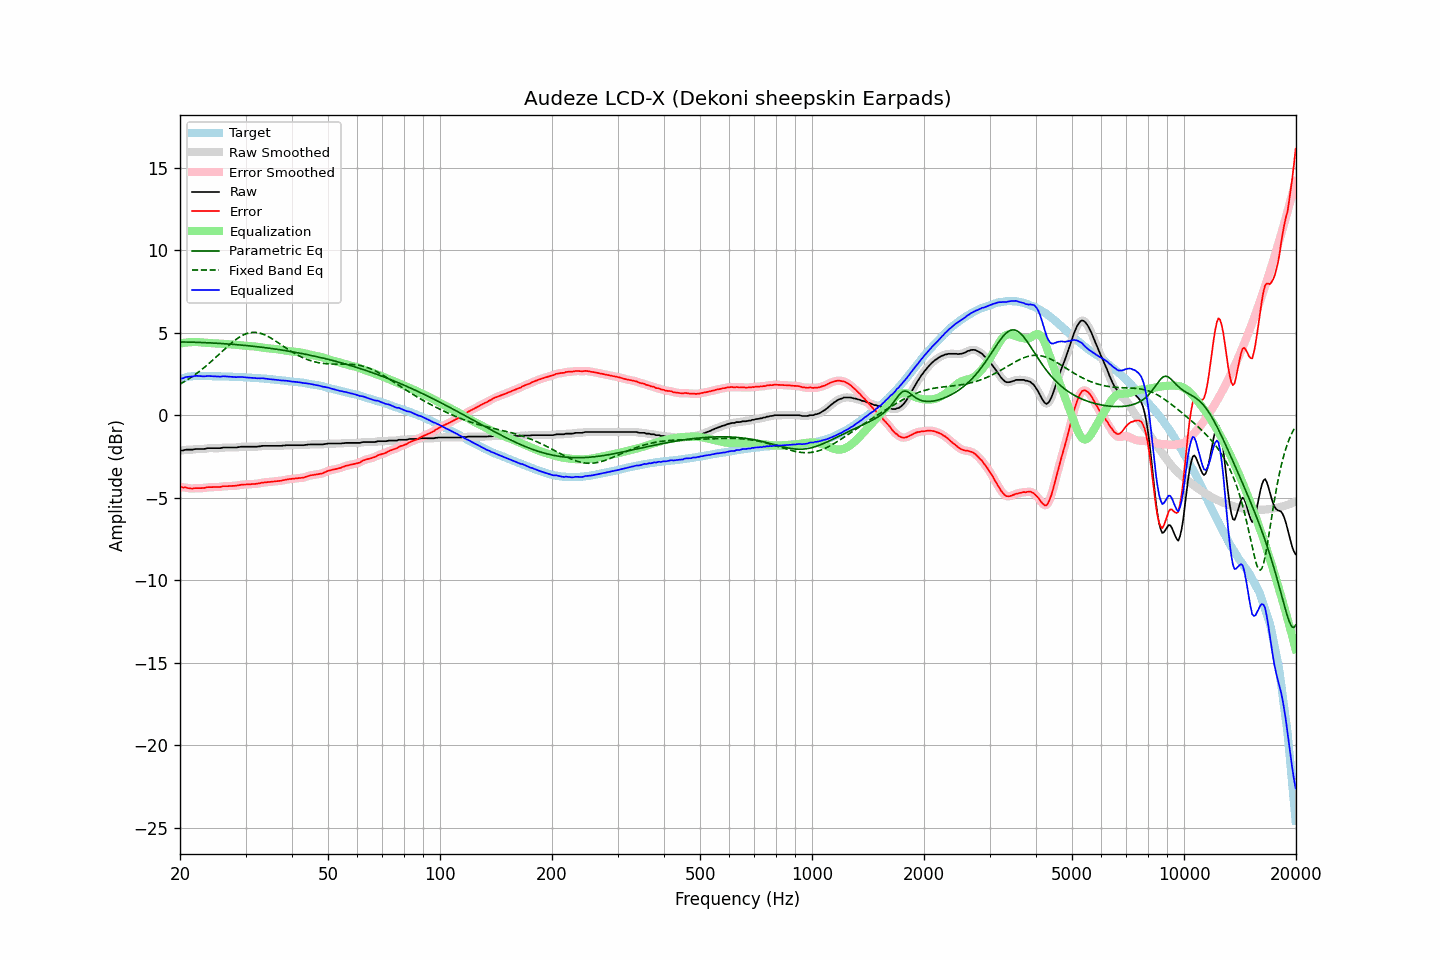 Audeze LCD-X (Dekoni sheepskin Earpads)
Target
Raw Smoothed
Error Smoothed
Raw
Error
Equalization
Parametric Eq
Fixed Band Eq
Equalized
15
10
5
0
−5
−10
−15
−20
−25
Amplitude (dBr)
20 50 100 200 500 1000 2000 5000 10000 20000
Frequency (Hz)